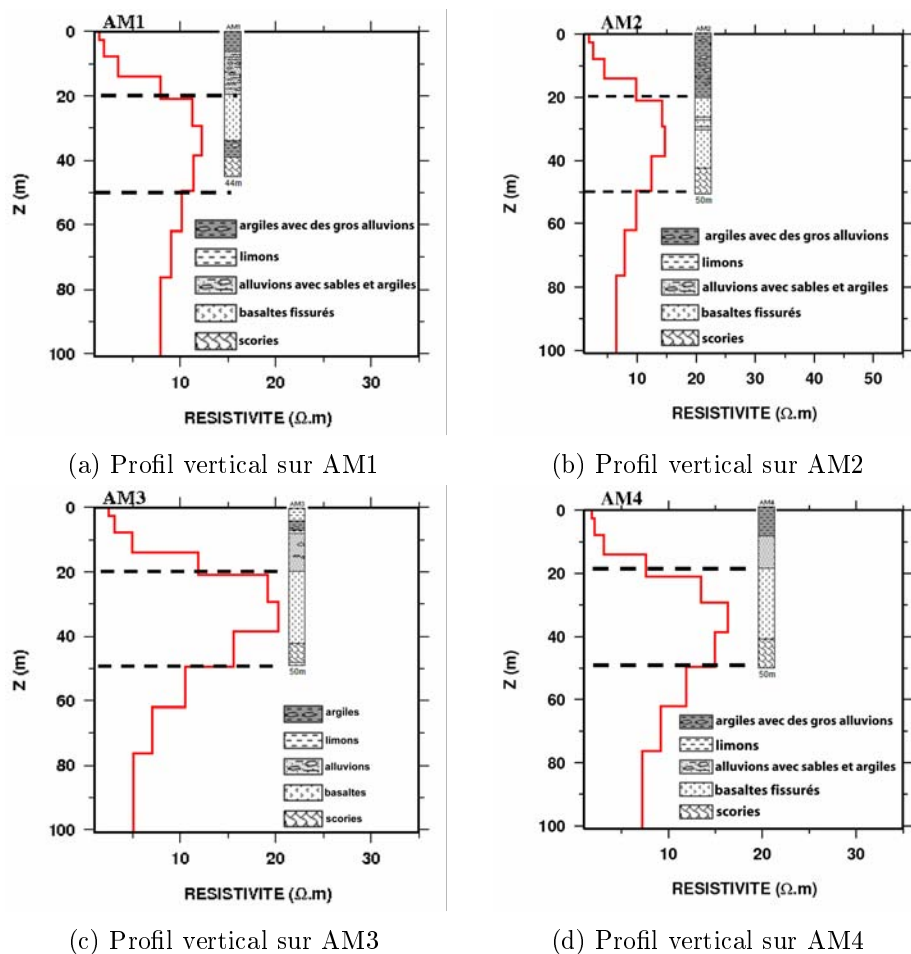 AM1
AM1
0
20
40
60
80
100
Z (m)
44m
argiles avec des gros alluvions
limons
alluvions avec sables et argiles
basaltes fissurés
scories
10
20
30
RESISTIVITE (Ω.m)
(a) Profil vertical sur AM1
AM2
AM2
0
20
40
60
80
100
Z (m)
50m
argiles avec des gros alluvions
limons
alluvions avec sables et argiles
basaltes fissurés
scories
10
20
30
40
50
RESISTIVITE (Ω.m)
(b) Profil vertical sur AM2
AM3
AM3
0
20
40
60
80
100
Z (m)
50m
argiles
limons
alluvions
basaltes
scories
10
20
30
RESISTIVITE (Ω.m)
(c) Profil vertical sur AM3
AM4
AM4
0
20
40
60
80
100
Z (m)
50m
argiles avec des gros alluvions
limons
alluvions avec sables et argiles
basaltes fissurés
scories
10
20
30
RESISTIVITE (Ω.m)
(d) Profil vertical sur AM4